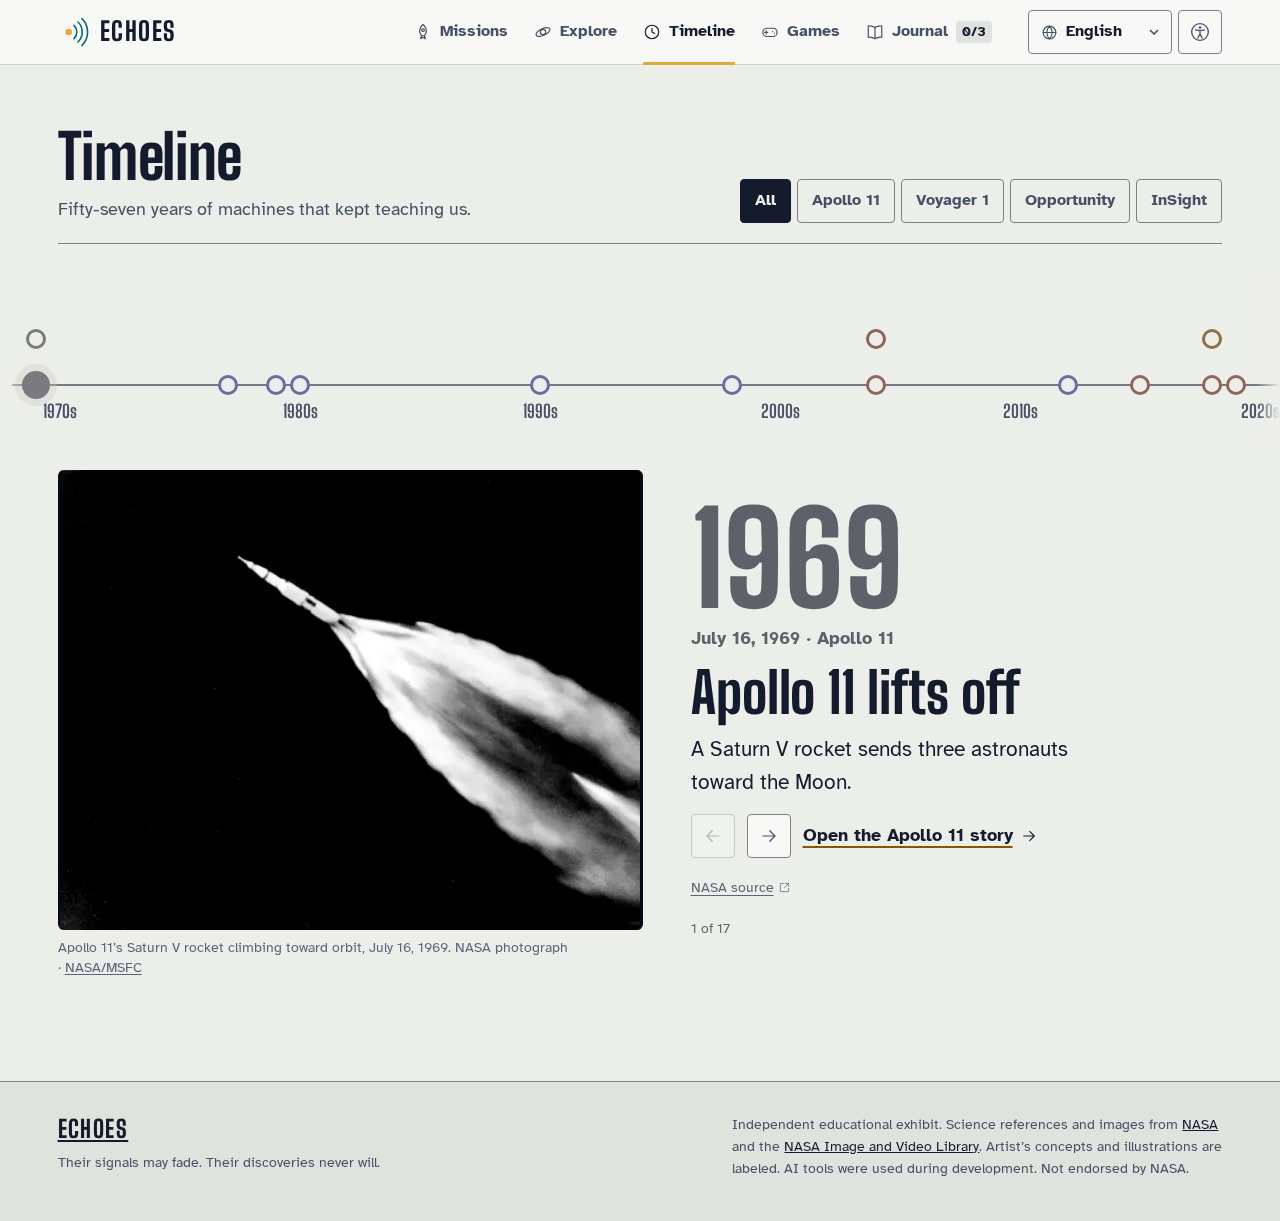 ECHOES
Missions
Explore
Timeline
Games
Journal 0/3
English
Timeline
Fifty-seven years of machines that kept teaching us.
All
Apollo 11
Voyager 1
Opportunity
InSight
1970s
1980s
1990s
2000s
2010s
2020s
1969
July 16, 1969 · Apollo 11
Apollo 11 lifts off
A Saturn V rocket sends three astronauts
toward the Moon.
Open the Apollo 11 story
NASA source
1 of 17
Apollo 11’s Saturn V rocket climbing toward orbit, July 16, 1969. NASA photograph
· NASA/MSFC
ECHOES
Their signals may fade. Their discoveries never will.
Independent educational exhibit. Science references and images from NASA
and the NASA Image and Video Library. Artist’s concepts and illustrations are
labeled. AI tools were used during development. Not endorsed by NASA.